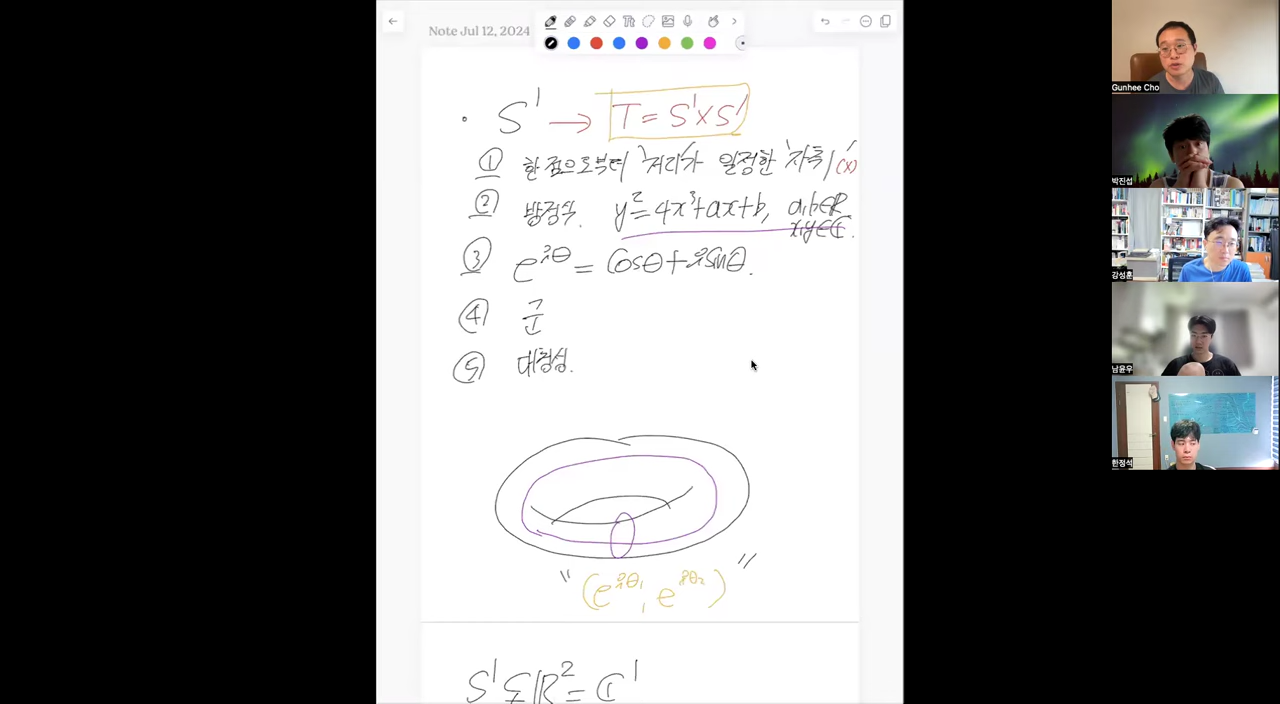 Note Jul 12, 2024
Tt
• S¹ → T = S¹×S¹
① 한 점으로부터 '거리'가 일정한 '자취' (x)
② 방정식. y² = 4x³+ax+b, a,b∈ℝ
x,y∈ℂ.
③ e^{iθ} = cosθ+isinθ.
④ 군
⑤ 대칭성.
"(e^{iθ₁}, e^{iθ₂})"
S¹ ⊆ ℝ² = ℂ¹
Gunhee Cho
박진섭
강성훈
남윤우
한정석